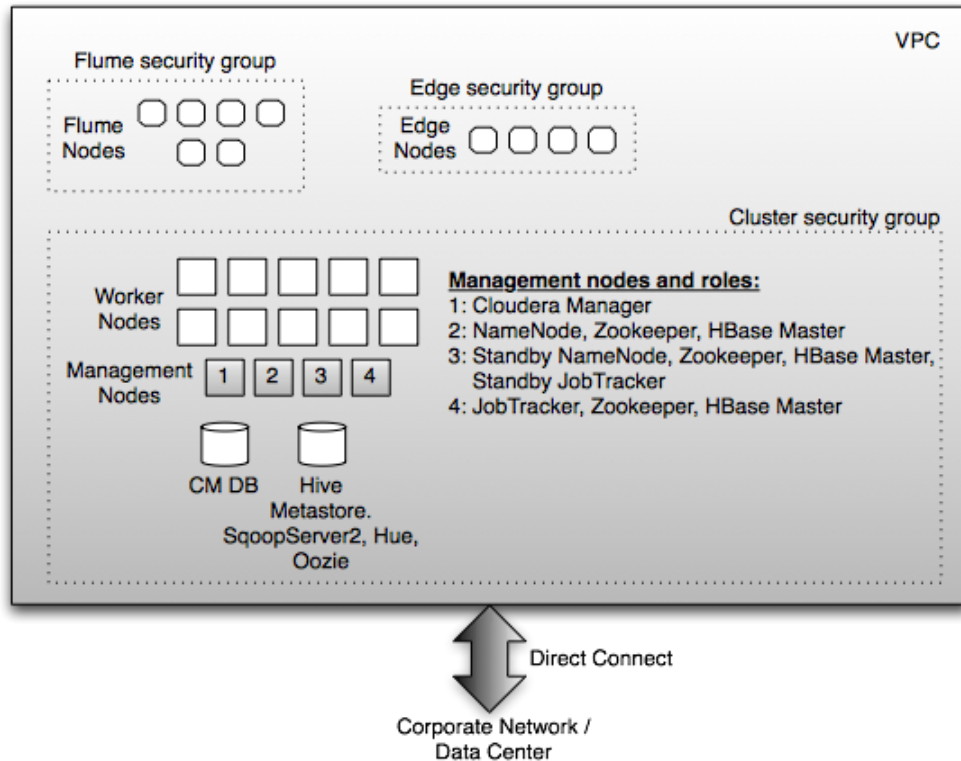 VPC
Flume security group
Flume
Nodes
Edge security group
Edge
Nodes
Cluster security group
Worker
Nodes
Management
Nodes
1 2 3 4
CM DB
Hive
Metastore.
SqoopServer2, Hue,
Oozie
Management nodes and roles:
1: Cloudera Manager
2: NameNode, Zookeeper, HBase Master
3: Standby NameNode, Zookeeper, HBase Master,
Standby JobTracker
4: JobTracker, Zookeeper, HBase Master
Direct Connect
Corporate Network /
Data Center